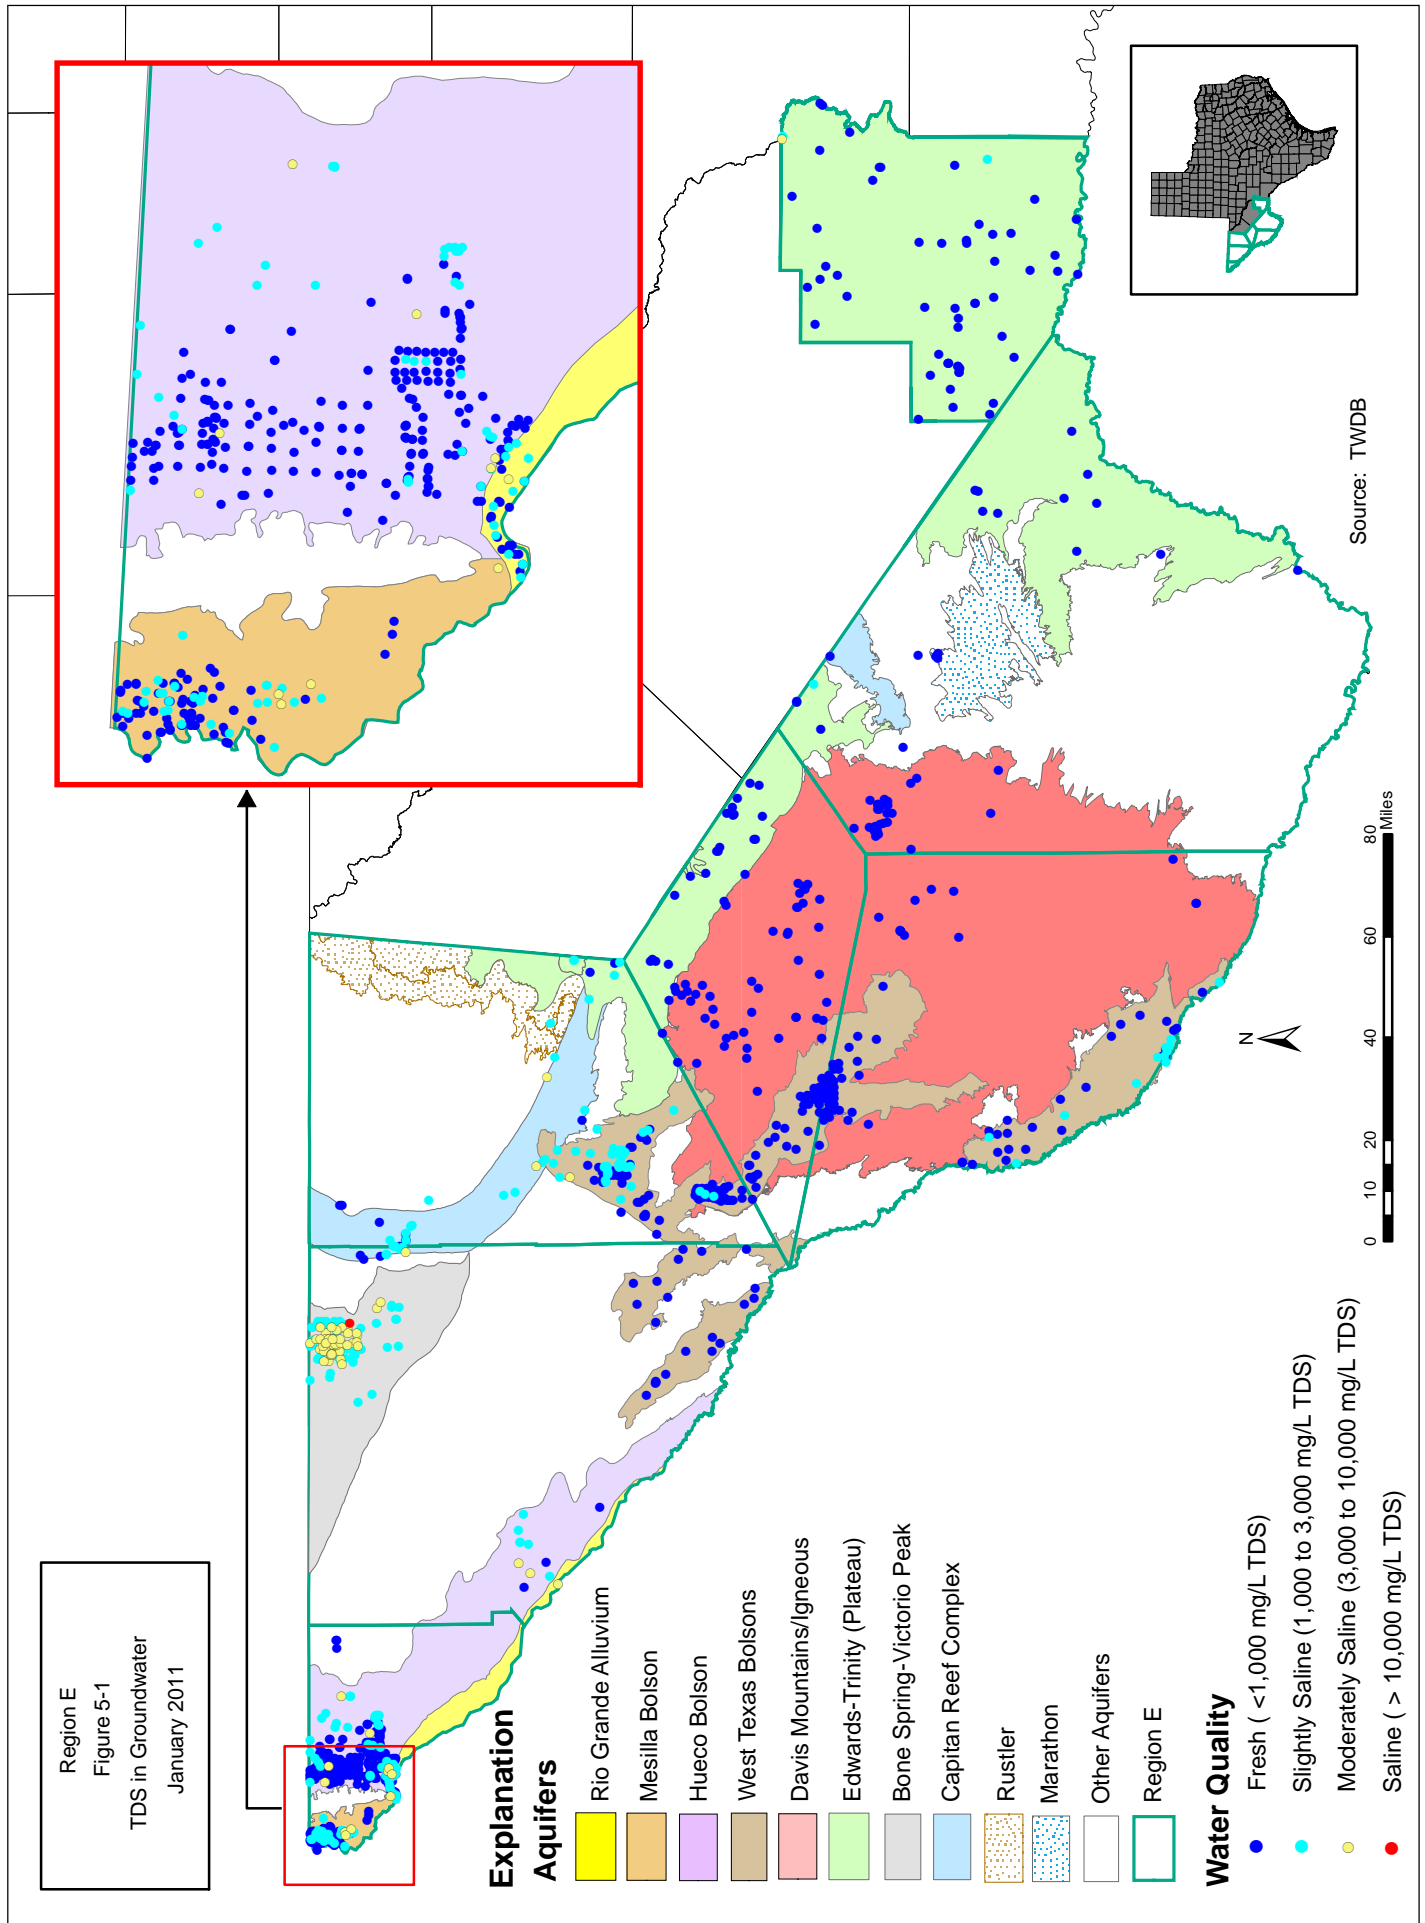 Region E
Figure 5-1
TDS in Groundwater
January 2011
Explanation
Aquifers
Rio Grande Alluvium
Mesilla Bolson
Hueco Bolson
West Texas Bolsons
Davis Mountains/Igneous
Edwards-Trinity (Plateau)
Bone Spring-Victorio Peak
Capitan Reef Complex
Rustler
Marathon
Other Aquifers
Region E
Water Quality
Fresh ( <1,000 mg/L TDS)
Slightly Saline (1,000 to 3,000 mg/L TDS)
Moderately Saline (3,000 to 10,000 mg/L TDS)
Saline ( > 10,000 mg/L TDS)
N
0 10 20 40 60 80
Miles
Source: TWDB